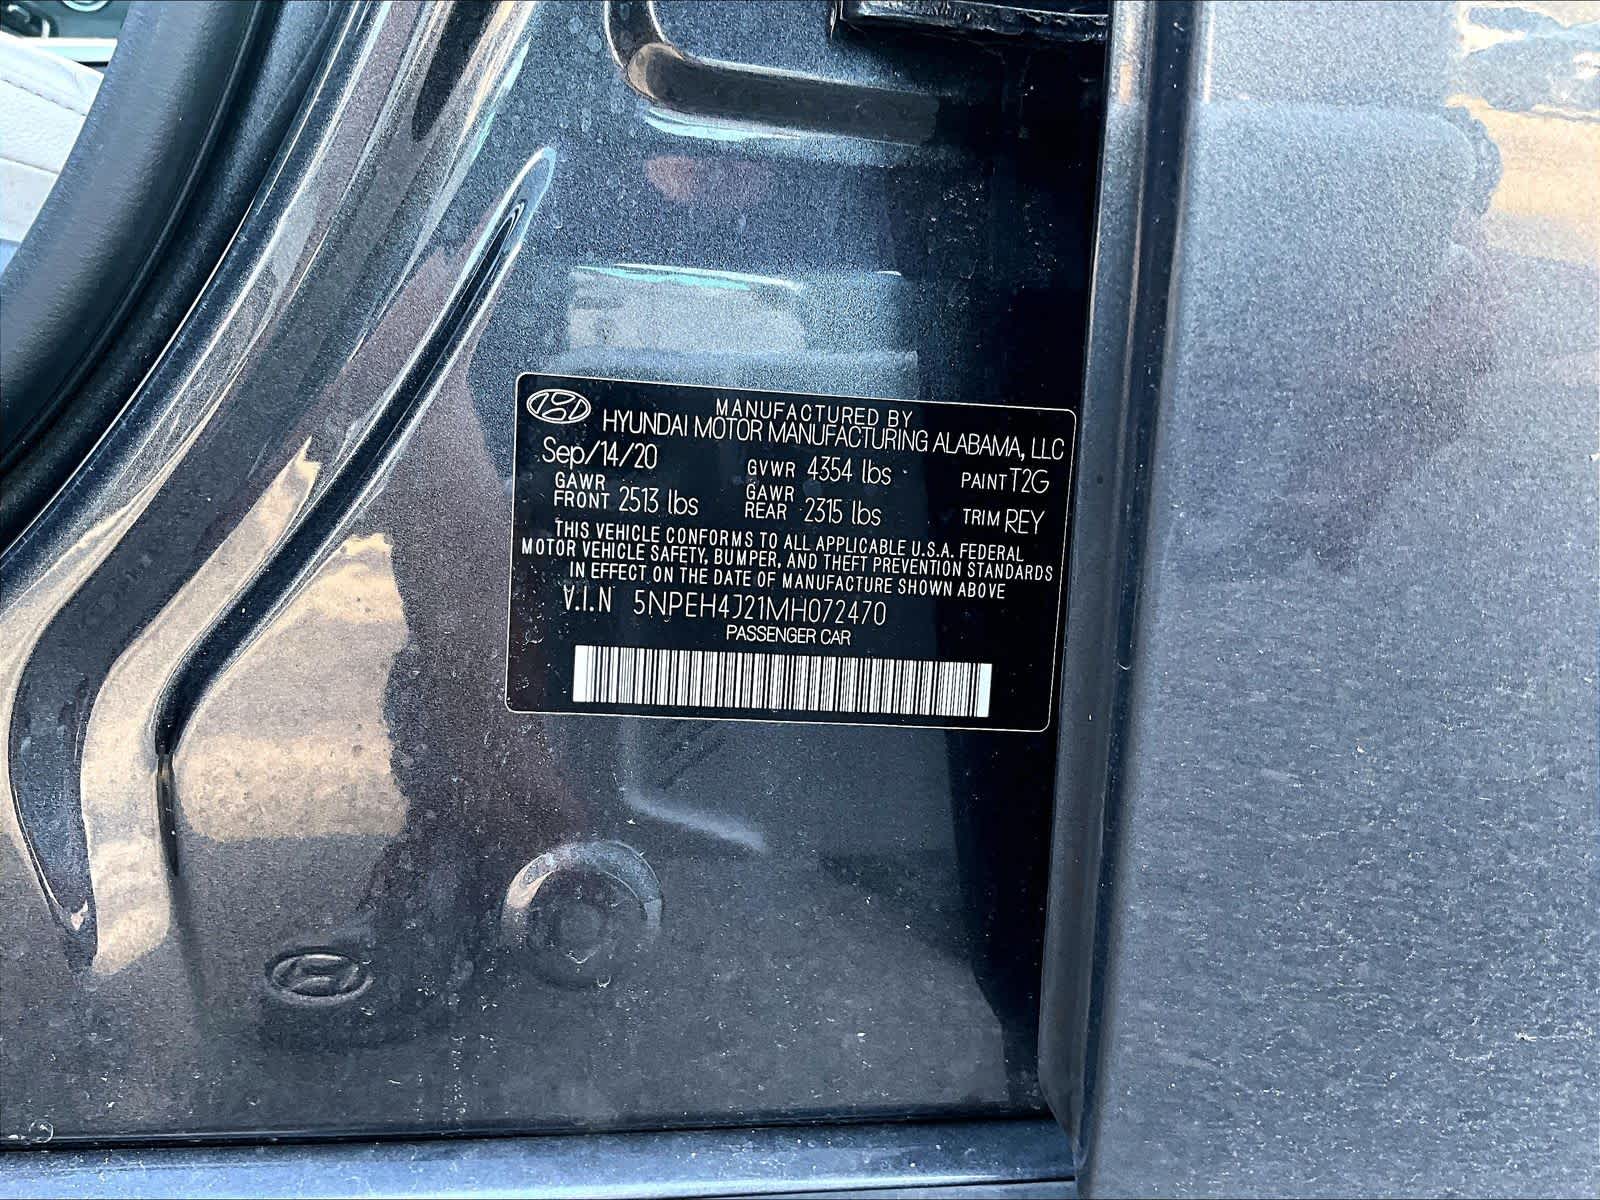 MANUFACTURED BY
HYUNDAI MOTOR MANUFACTURING ALABAMA, LLC
Sep/14/20 GVWR 4354 lbs PAINT T2G
GAWR FRONT 2513 lbs GAWR REAR 2315 lbs TRIM REY
THIS VEHICLE CONFORMS TO ALL APPLICABLE U.S.A. FEDERAL
MOTOR VEHICLE SAFETY, BUMPER, AND THEFT PREVENTION STANDARDS
IN EFFECT ON THE DATE OF MANUFACTURE SHOWN ABOVE
V.I.N 5NPEH4J21MH072470
PASSENGER CAR